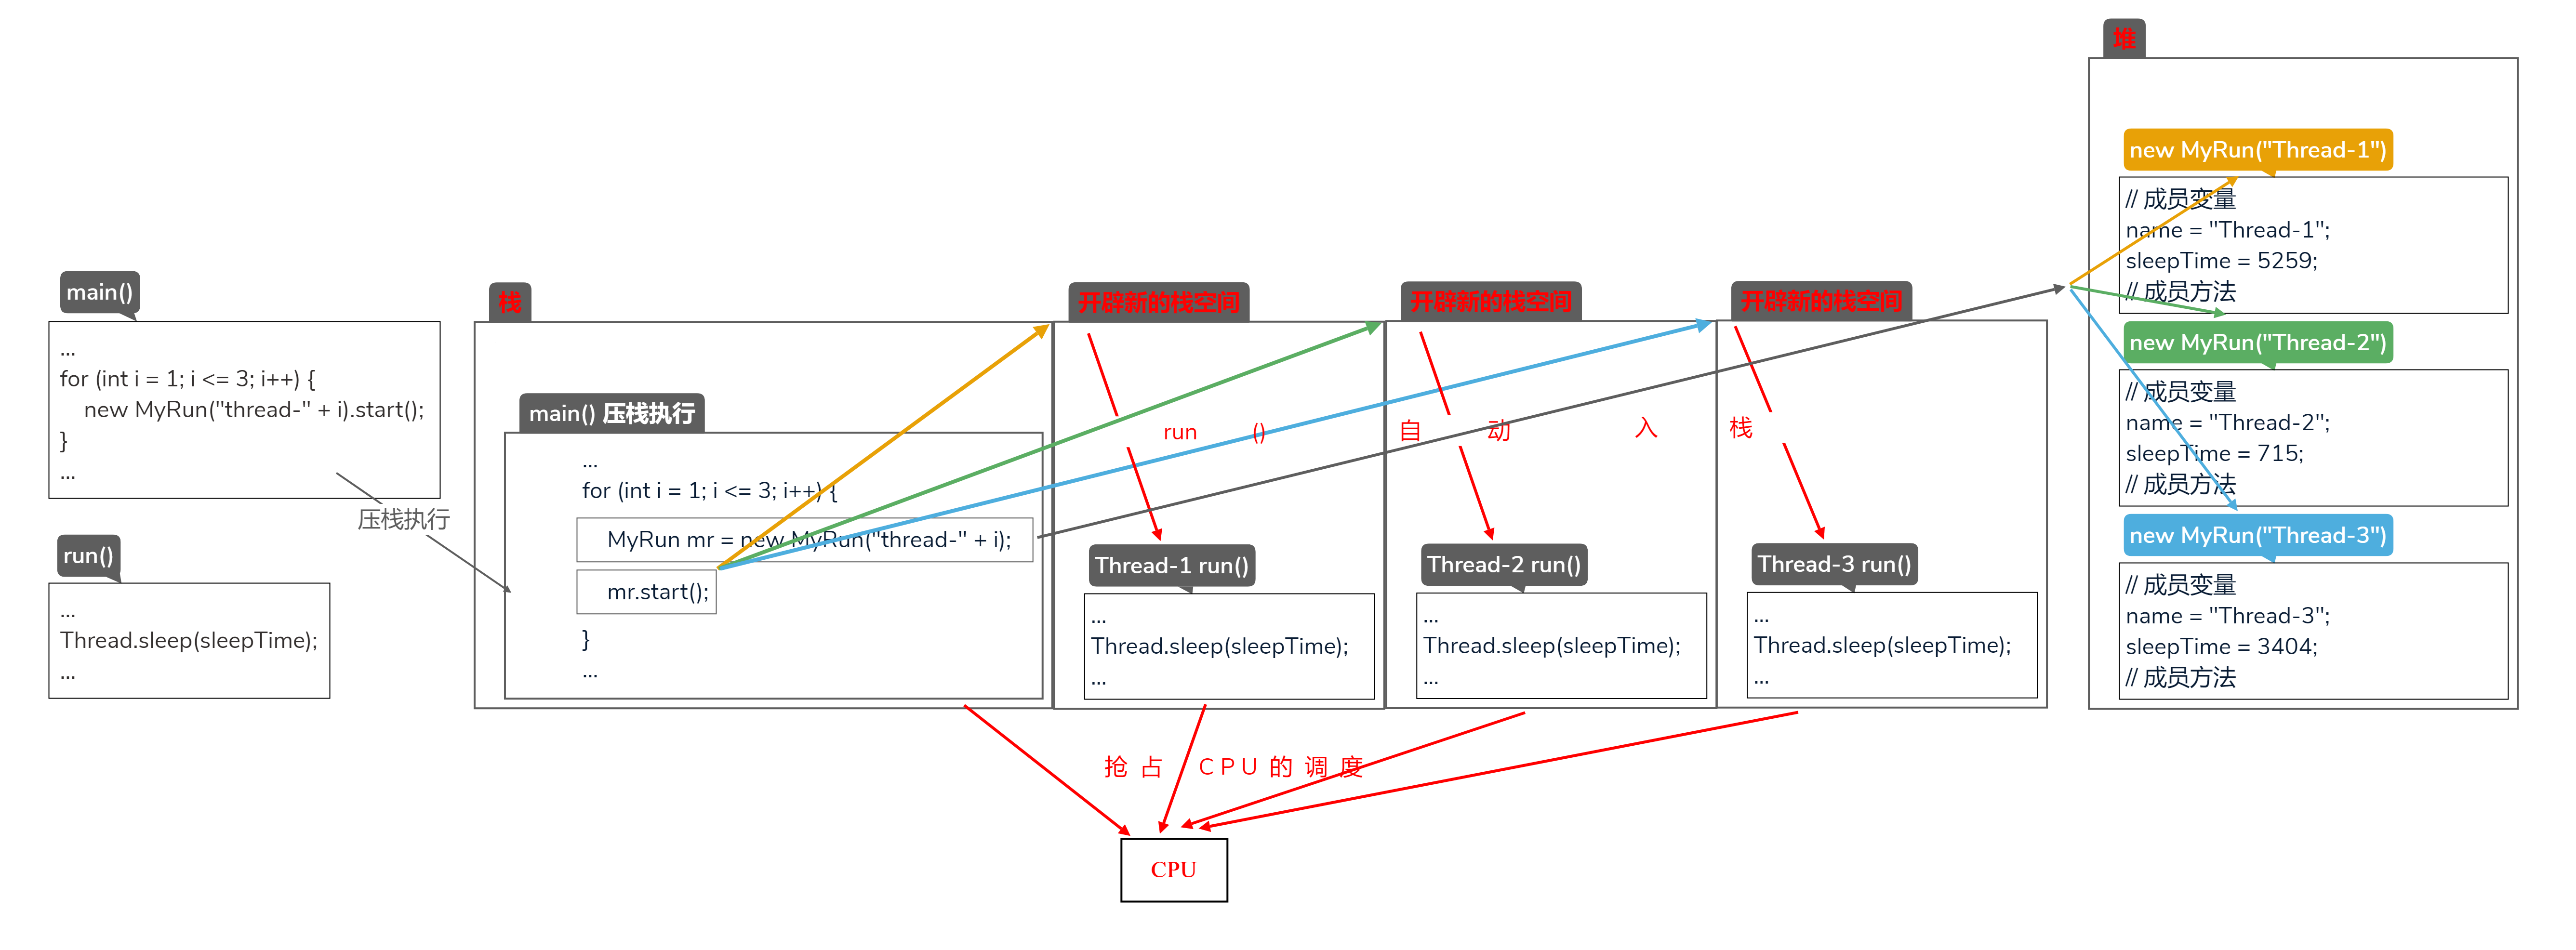 main()
...
for (int i = 1; i <= 3; i++) {
new MyRun("thread-" + i).start();
}
...
压栈执行
run()
...
Thread.sleep(sleepTime);
...
栈
main() 压栈执行
...
for (int i = 1; i <= 3; i++) {
MyRun mr = new MyRun("thread-" + i);
mr.start();
}
...
开辟新的栈空间
开辟新的栈空间
开辟新的栈空间
run () 自 动 入 栈
Thread-1 run()
...
Thread.sleep(sleepTime);
...
Thread-2 run()
...
Thread.sleep(sleepTime);
...
Thread-3 run()
...
Thread.sleep(sleepTime);
...
抢 占 C P U 的 调 度
CPU
堆
new MyRun("Thread-1")
// 成员变量
name = "Thread-1";
sleepTime = 5259;
// 成员方法
new MyRun("Thread-2")
// 成员变量
name = "Thread-2";
sleepTime = 715;
// 成员方法
new MyRun("Thread-3")
// 成员变量
name = "Thread-3";
sleepTime = 3404;
// 成员方法